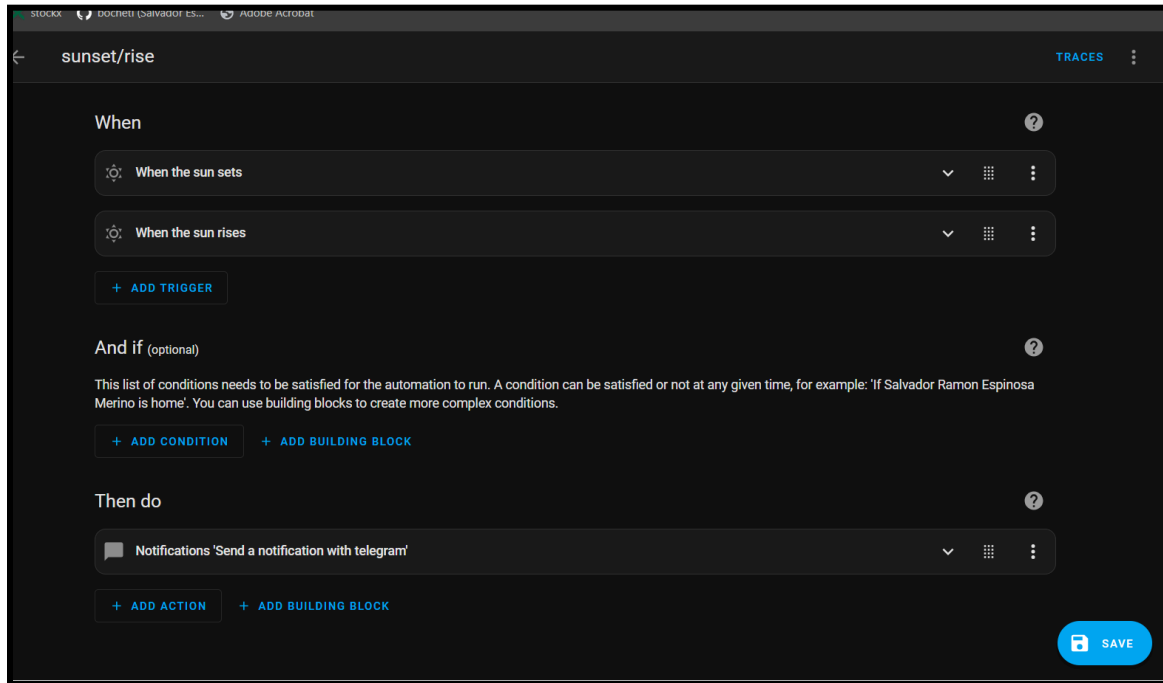 stockx bocheti (Salvador Es... Adobe Acrobat
sunset/rise TRACES
When
When the sun sets
When the sun rises
+ ADD TRIGGER
And if (optional)
This list of conditions needs to be satisfied for the automation to run. A condition can be satisfied or not at any given time, for example: 'If Salvador Ramon Espinosa
Merino is home'. You can use building blocks to create more complex conditions.
+ ADD CONDITION + ADD BUILDING BLOCK
Then do
Notifications 'Send a notification with telegram'
+ ADD ACTION + ADD BUILDING BLOCK
SAVE